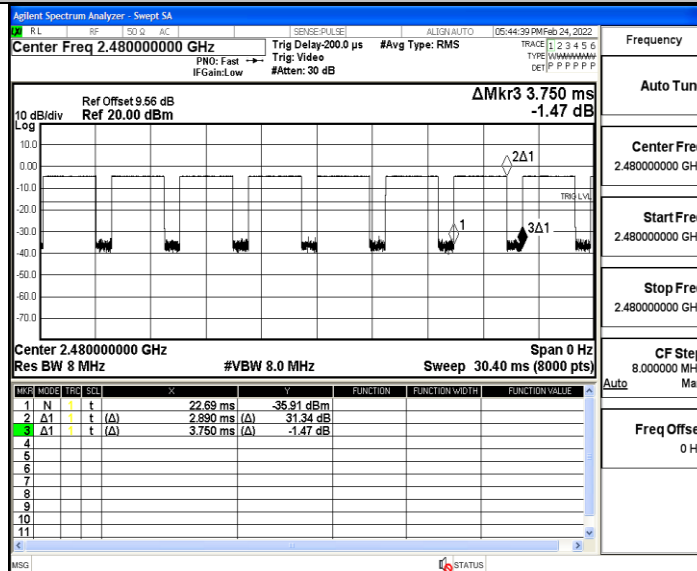 Agilent Spectrum Analyzer - Swept SA
RL RF 50 Ω AC SENSE:PULSE ALIGN AUTO 05:44:39 PM Feb 24, 2022
Center Freq 2.480000000 GHz Trig Delay-200.0 µs #Avg Type: RMS TRACE 1 2 3 4 5 6
PNO: Fast Trig: Video TYPE WWWWWW
IFGain:Low #Atten: 30 dB DET P P P P P P
Ref Offset 9.56 dB ΔMkr3 3.750 ms
10 dB/div Ref 20.00 dBm -1.47 dB
Log
10.0
0.00
-10.0
-20.0
-30.0
-40.0
-50.0
-60.0
-70.0
2Δ1
TRIG LVL
1
3Δ1
Center 2.480000000 GHz Span 0 Hz
Res BW 8 MHz #VBW 8.0 MHz Sweep 30.40 ms (8000 pts)
MKR MODE TRC SCL X Y FUNCTION FUNCTION WIDTH FUNCTION VALUE
1 N 1 t 22.69 ms -35.91 dBm
2 Δ1 1 t (Δ) 2.890 ms (Δ) 31.34 dB
3 Δ1 1 t (Δ) 3.750 ms (Δ) -1.47 dB
4
5
6
7
8
9
10
11
MSG STATUS
Frequency
Auto Tun
Center Fre
2.480000000 GH
Start Fre
2.480000000 GH
Stop Fre
2.480000000 GH
CF Step
8.000000 MH
Auto Ma
Freq Offse
0 H